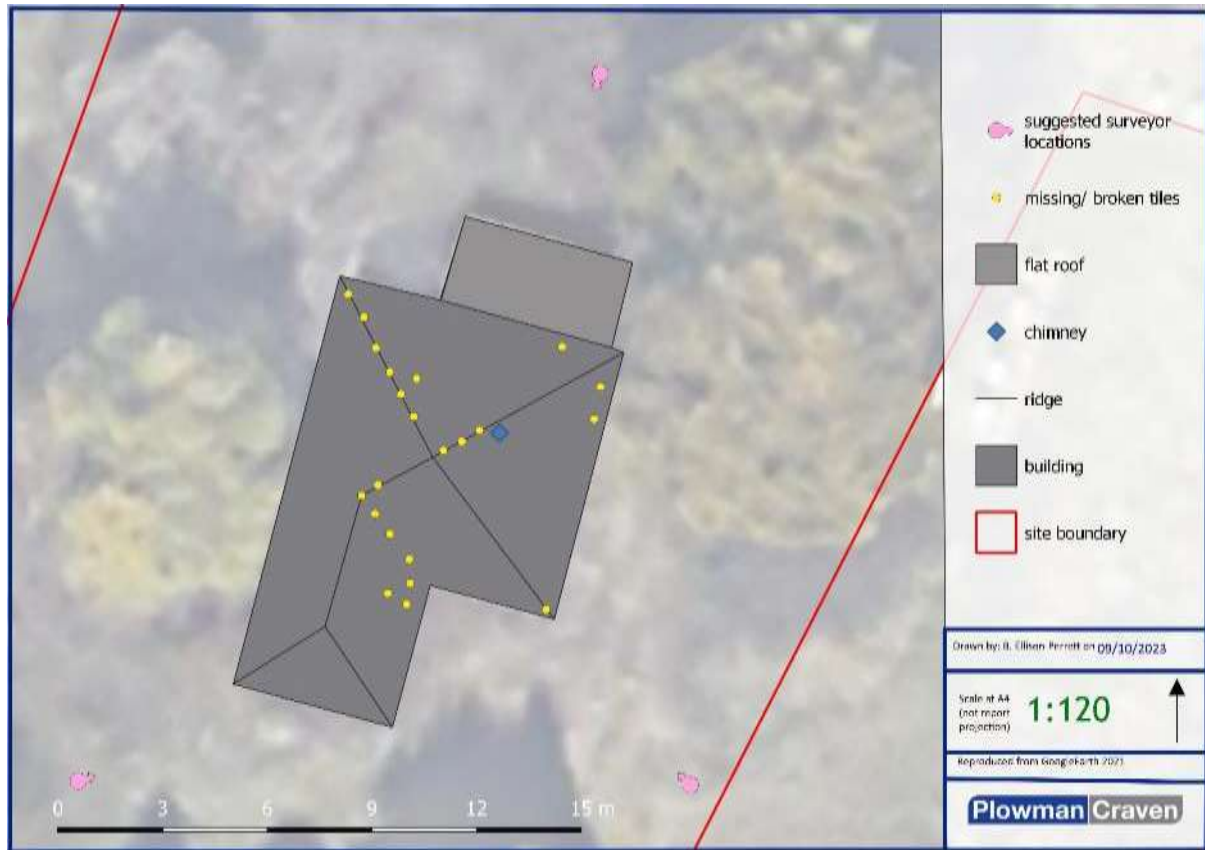 suggested surveyor
locations
missing/ broken tiles
flat roof
chimney
ridge
building
site boundary
Drawn by: B. Ellison Perrett on 09/10/2023
Scale at A4
(not report
projection)
1:120
Reproduced from GoogleEarth 2021
Plowman Craven
0 3 6 9 12 15 m